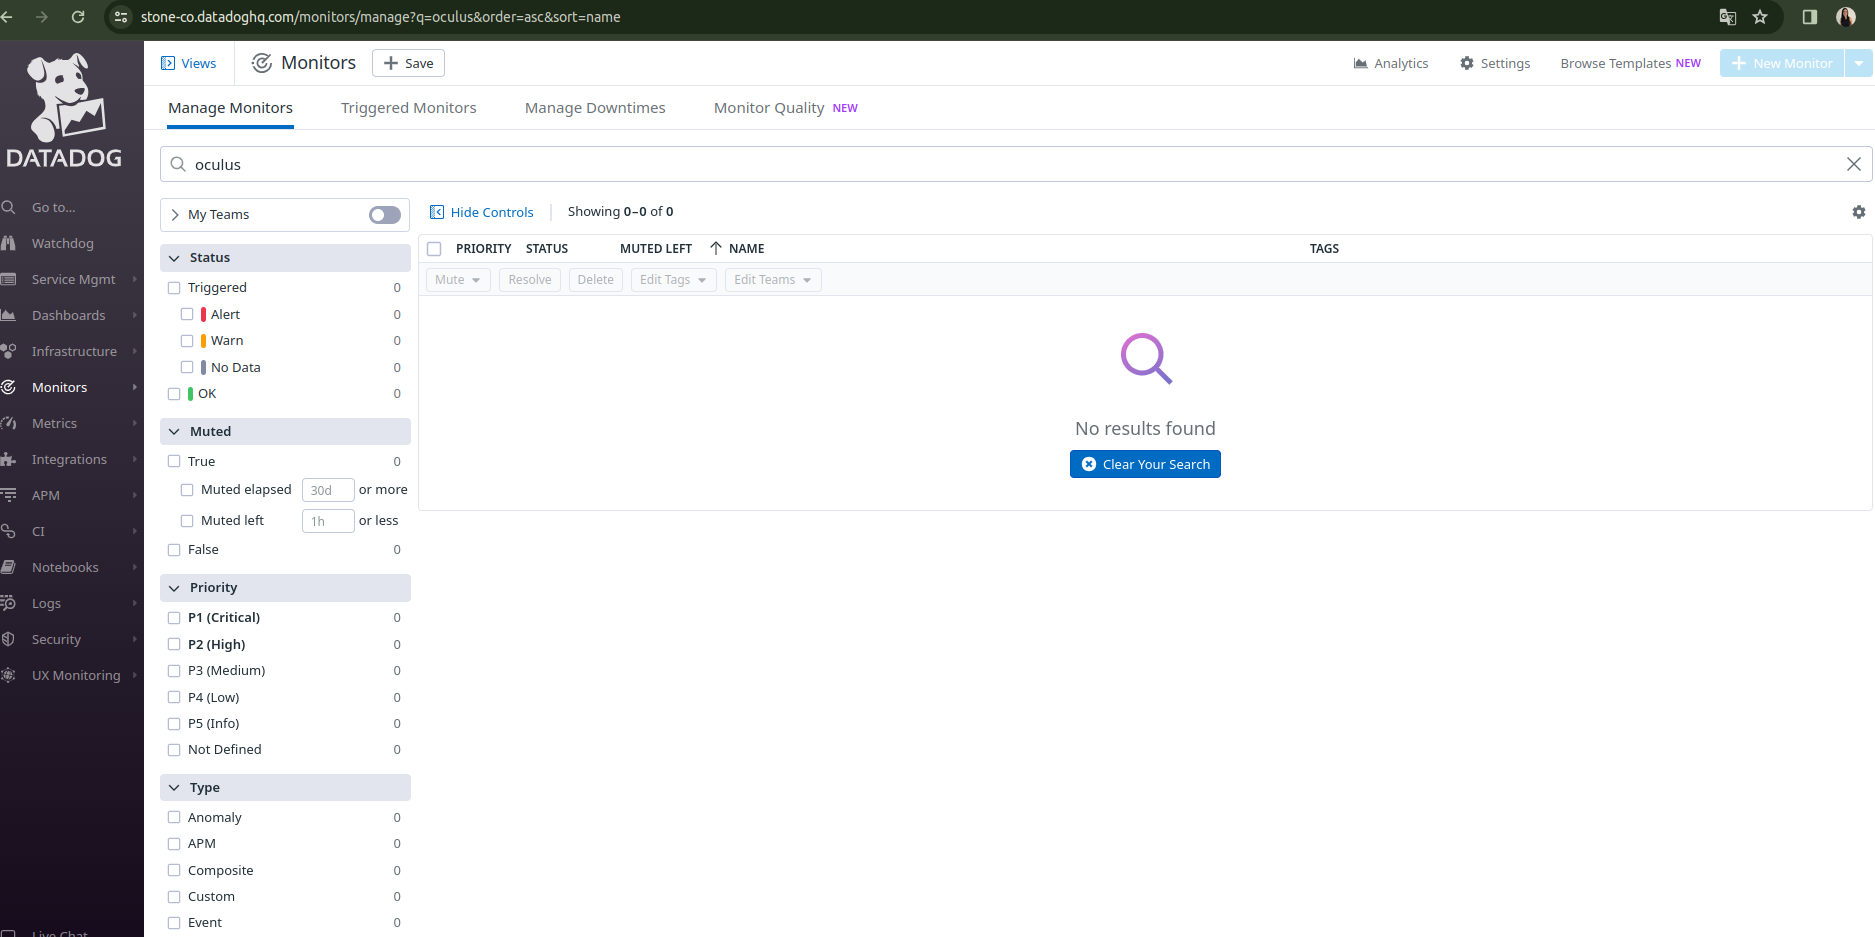 stone-co.datadoghq.com/monitors/manage?q=oculus&order=asc&sort=name
DATADOG
Go to...
Watchdog
Service Mgmt
Dashboards
Infrastructure
Monitors
Metrics
Integrations
APM
CI
Notebooks
Logs
Security
UX Monitoring
Live Chat
Views
Monitors
Save
Analytics
Settings
Browse Templates NEW
New Monitor
Manage Monitors
Triggered Monitors
Manage Downtimes
Monitor Quality NEW
oculus
My Teams
Status
Triggered 0
Alert 0
Warn 0
No Data 0
OK 0
Muted
True 0
Muted elapsed 30d or more
Muted left 1h or less
False 0
Priority
P1 (Critical) 0
P2 (High) 0
P3 (Medium) 0
P4 (Low) 0
P5 (Info) 0
Not Defined 0
Type
Anomaly 0
APM 0
Composite 0
Custom 0
Event 0
Hide Controls
Showing 0–0 of 0
PRIORITY STATUS MUTED LEFT NAME TAGS
Mute Resolve Delete Edit Tags Edit Teams
No results found
Clear Your Search